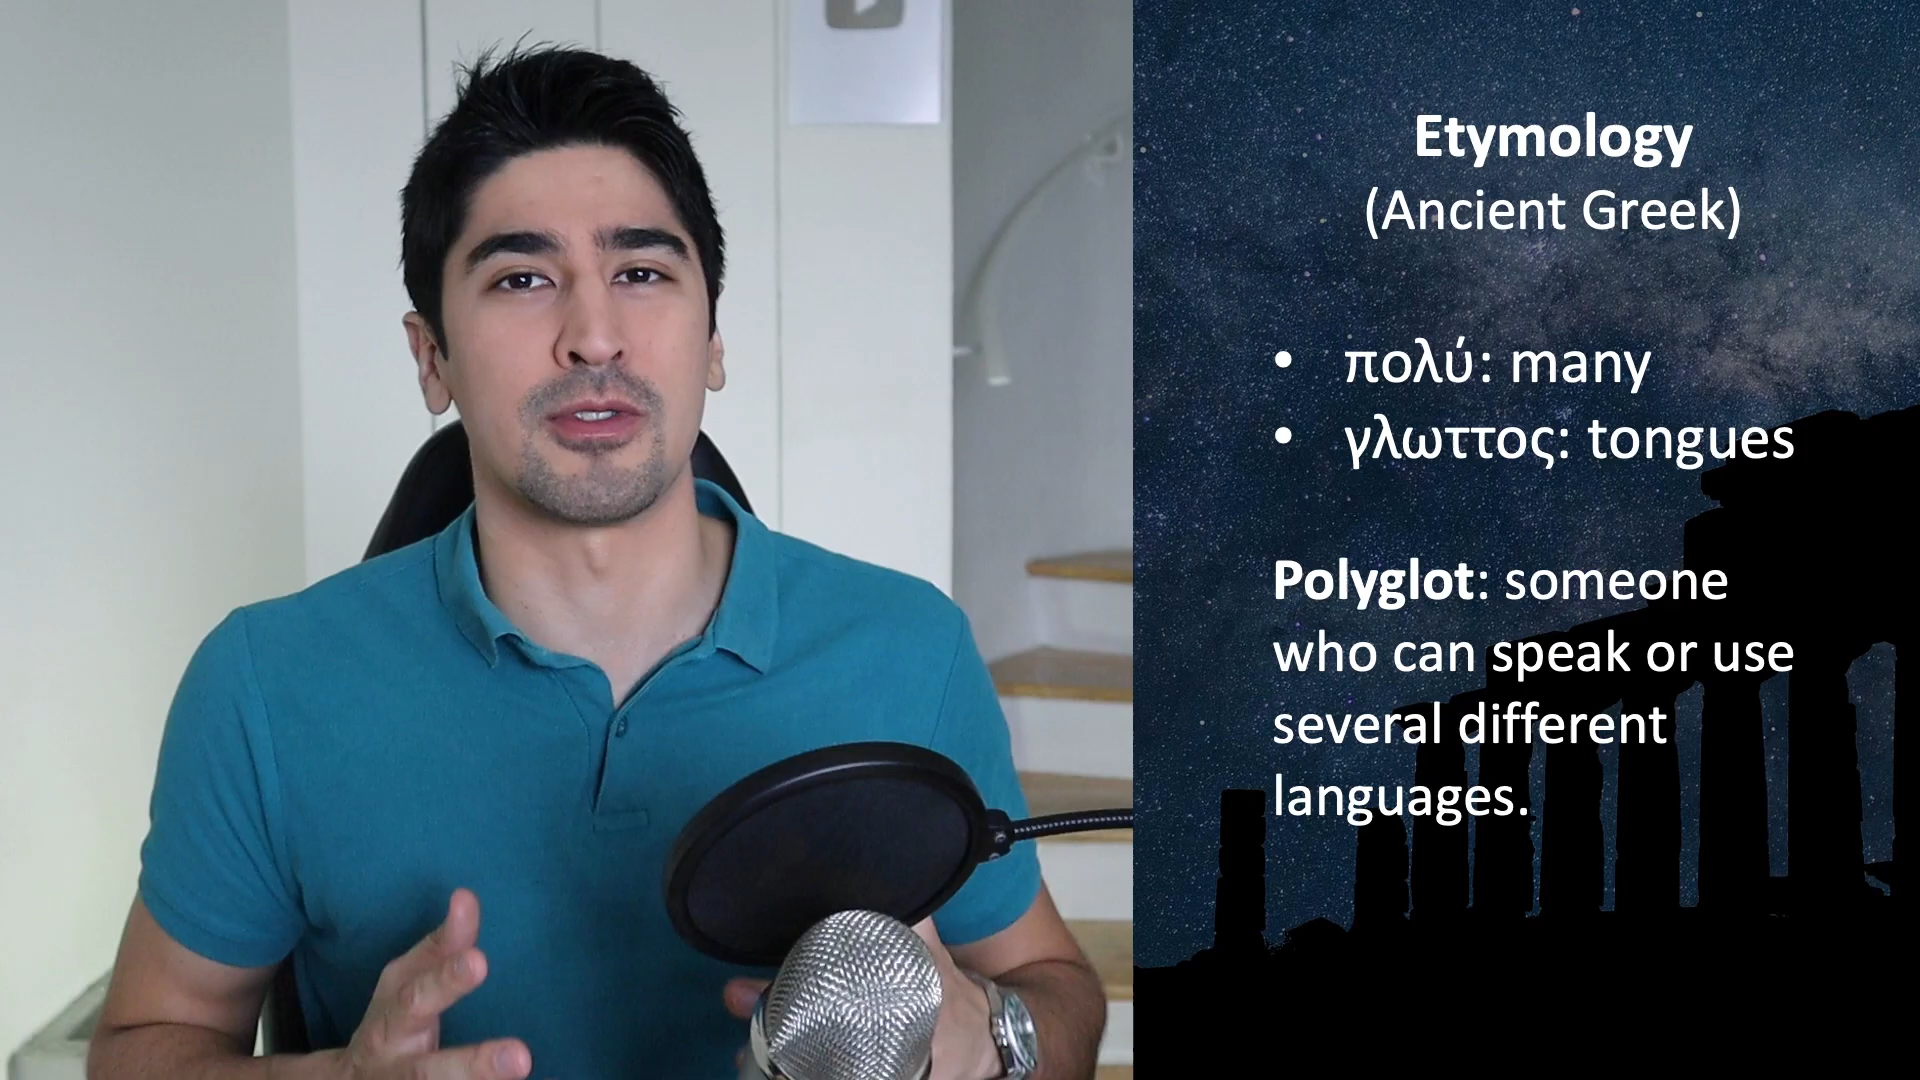 Etymology
(Ancient Greek)
• πολύ: many
• γλωττος: tongues
Polyglot: someone
who can speak or use
several different
languages.